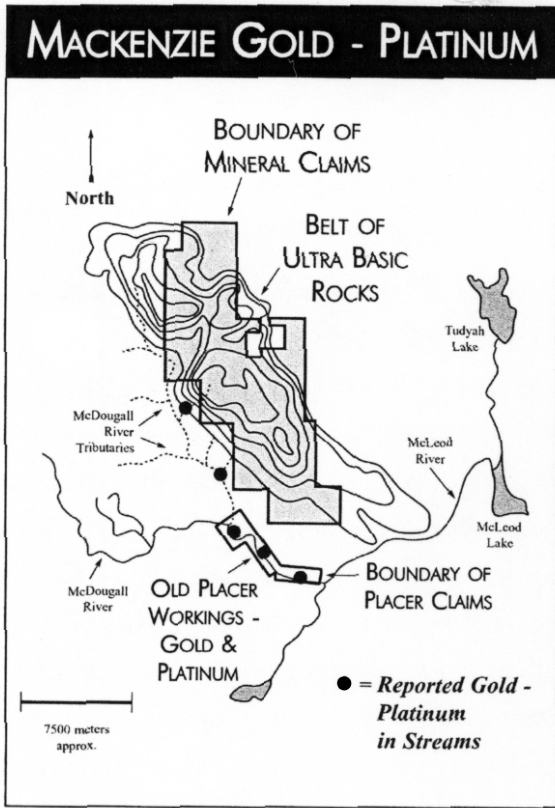 MACKENZIE GOLD - PLATINUM
BOUNDARY OF
MINERAL CLAIMS
North
BELT OF
ULTRA BASIC
ROCKS
Tudyah
Lake
McDougall
River
Tributaries
McLeod
River
McLeod
Lake
McDougall
River
OLD PLACER
WORKINGS -
GOLD &
PLATINUM
BOUNDARY OF
PLACER CLAIMS
= Reported Gold -
Platinum
in Streams
7500 meters
approx.